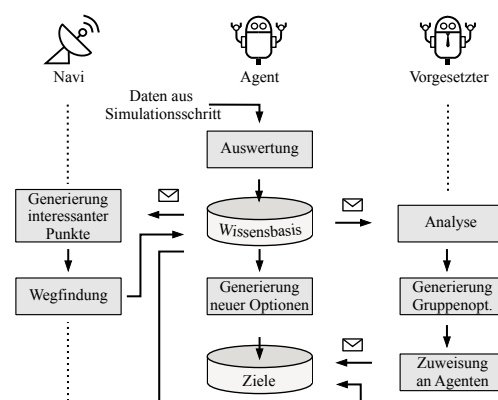 Navi
Agent
Vorgesetzter
Daten aus
Simulationsschritt
Auswertung
Generierung
interessanter
Punkte
Wissensbasis
Analyse
Wegfindung
Generierung
neuer Optionen
Generierung
Gruppenopt.
Ziele
Zuweisung
an Agenten